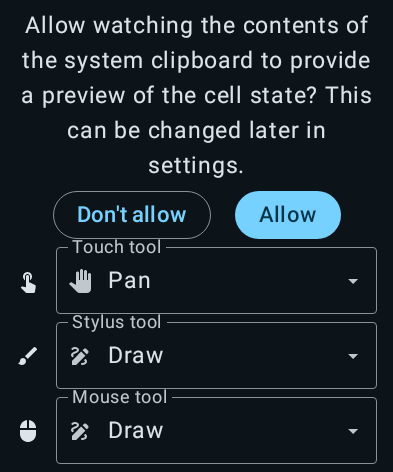 Allow watching the contents of
the system clipboard to provide
a preview of the cell state? This
can be changed later in
settings.
Don't allow
Allow
Touch tool
Pan
Stylus tool
Draw
Mouse tool
Draw